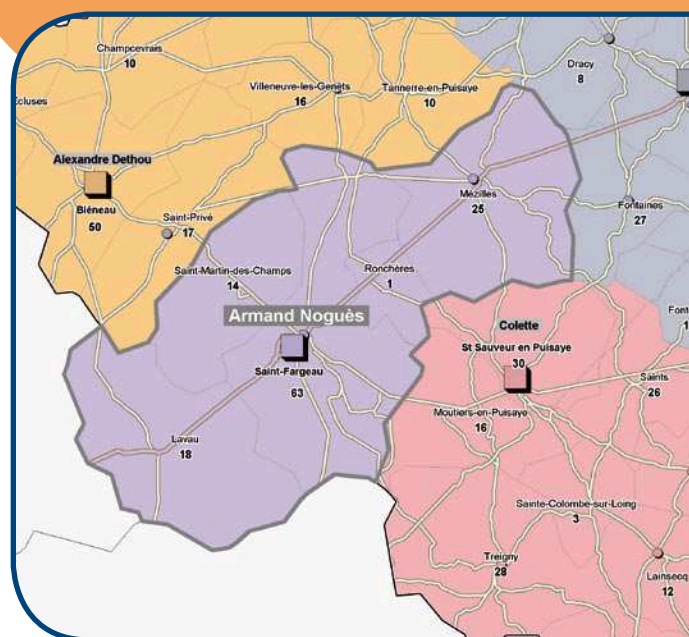 Champcevrais
10
Dracy
8
Villeneuve-les-Genêts
16
Tannerre-en-Puisaye
10
Ecluses
Alexandre Dethou
Bléneau
50
Mézilles
25
Fontaines
27
Saint-Privé
17
Saint-Martin-des-Champs
14
Ronchères
1
Armand Noguès
Saint-Fargeau
63
Colette
St Sauveur en Puisaye
30
Font
1
Saints
26
Moutiers-en-Puisaye
16
Lavau
18
Sainte-Colombe-sur-Loing
3
Treigny
28
Lainsecq
12